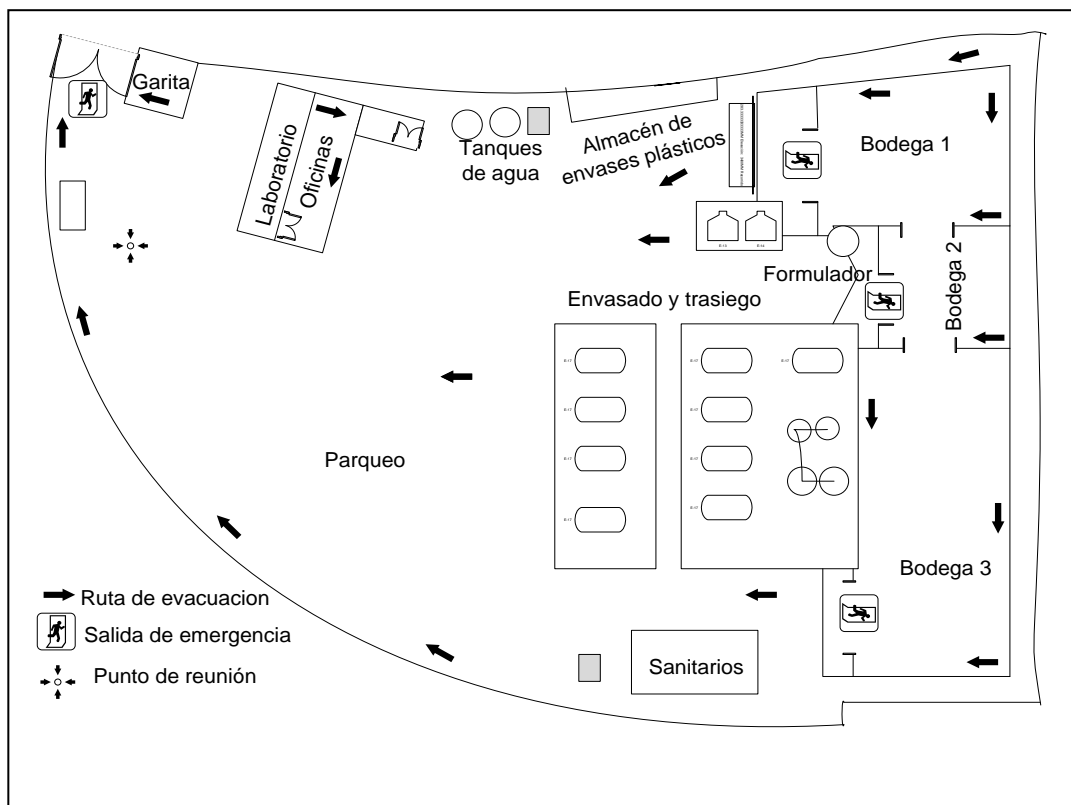 Garita
Laboratorio
Oficinas
Tanques
de agua
Almacén de
envases plásticos
Bodega 1
Bodega 2
Formulador
Envasado y trasiego
Parqueo
Bodega 3
Ruta de evacuacion
Salida de emergencia
Punto de reunión
Sanitarios